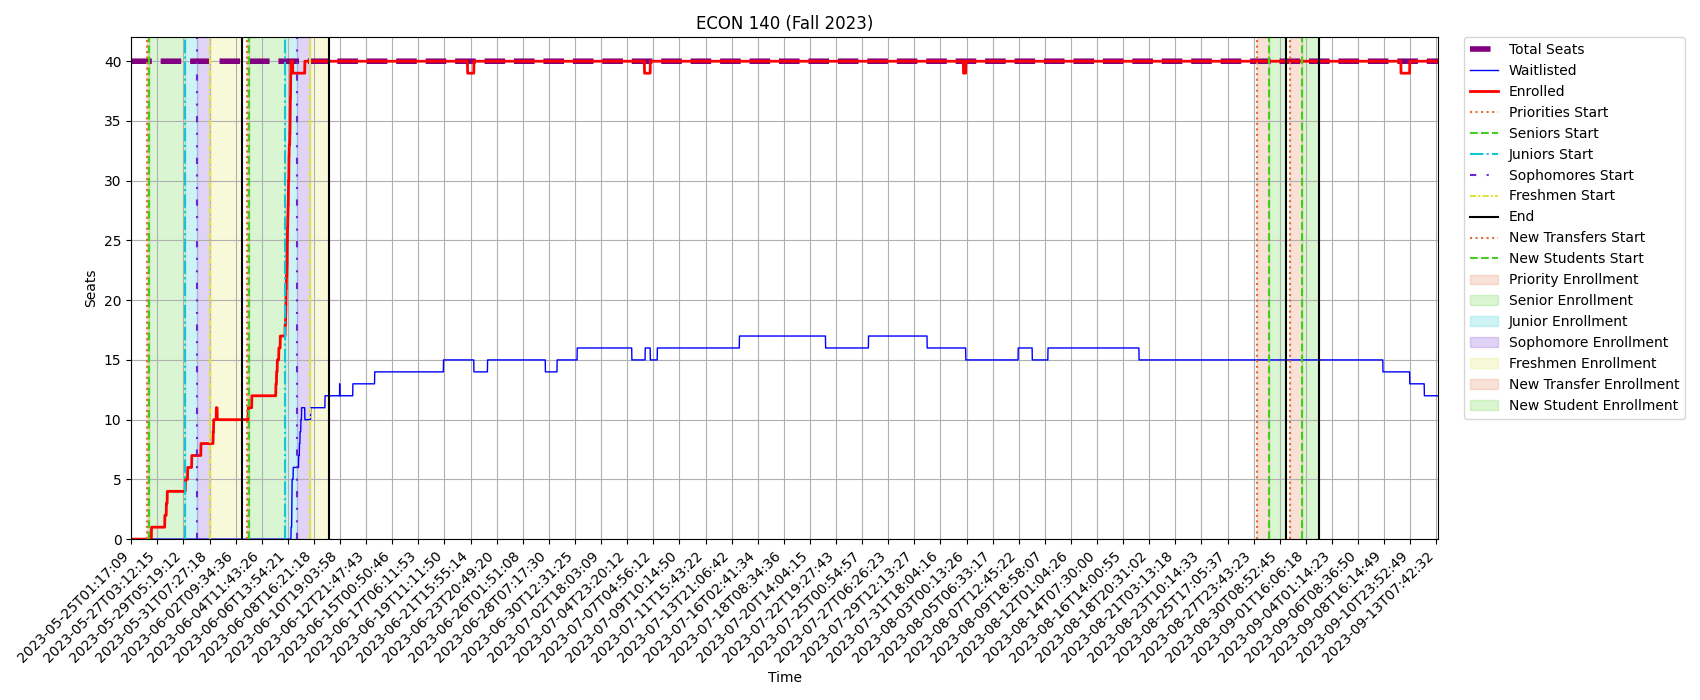 ECON 140 (Fall 2023)
Seats
40
35
30
25
20
15
10
5
0
2023-05-25T01:17:09
2023-05-27T03:12:15
2023-05-29T05:19:12
2023-05-31T07:27:18
2023-06-02T09:34:36
2023-06-04T11:43:26
2023-06-06T13:54:21
2023-06-08T16:21:18
2023-06-10T19:03:58
2023-06-12T21:47:43
2023-06-15T00:50:46
2023-06-17T06:11:53
2023-06-19T11:11:50
2023-06-21T15:55:14
2023-06-23T20:49:20
2023-06-26T01:51:08
2023-06-28T07:17:30
2023-06-30T12:31:25
2023-07-02T18:03:09
2023-07-04T23:20:12
2023-07-07T04:56:12
2023-07-09T10:14:50
2023-07-11T15:43:22
2023-07-13T21:06:42
2023-07-16T02:41:34
2023-07-18T08:34:36
2023-07-20T14:04:15
2023-07-22T19:27:43
2023-07-25T00:54:57
2023-07-27T06:26:23
2023-07-29T12:13:27
2023-07-31T18:04:16
2023-08-03T00:13:26
2023-08-05T06:33:17
2023-08-07T12:45:22
2023-08-09T18:58:07
2023-08-12T01:04:26
2023-08-14T07:30:00
2023-08-16T14:00:55
2023-08-18T20:31:02
2023-08-21T03:13:18
2023-08-23T10:14:33
2023-08-25T17:05:37
2023-08-27T23:43:23
2023-08-30T08:52:45
2023-09-01T16:06:18
2023-09-04T01:14:23
2023-09-06T08:36:50
2023-09-08T16:14:49
2023-09-10T23:52:49
2023-09-13T07:42:32
Time
Total Seats
Waitlisted
Enrolled
Priorities Start
Seniors Start
Juniors Start
Sophomores Start
Freshmen Start
End
New Transfers Start
New Students Start
Priority Enrollment
Senior Enrollment
Junior Enrollment
Sophomore Enrollment
Freshmen Enrollment
New Transfer Enrollment
New Student Enrollment